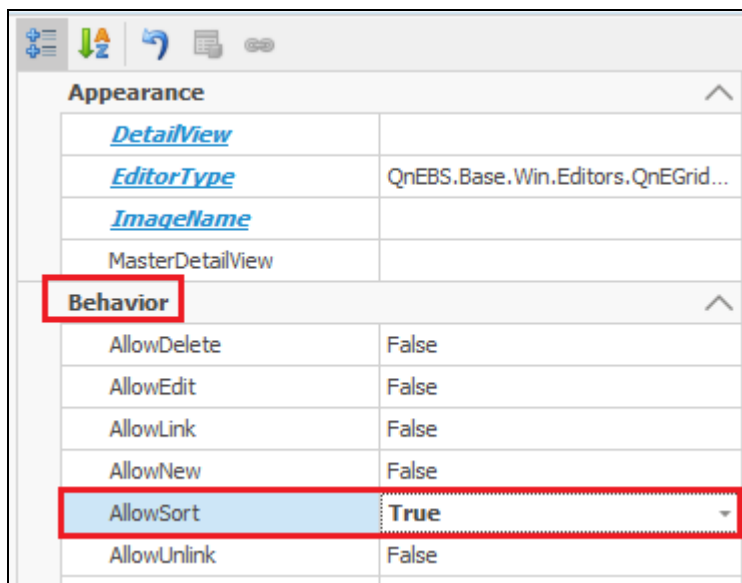 A
Z
Appearance
DetailView
EditorType QnEBS.Base.Win.Editors.QnEGrid...
ImageName
MasterDetailView
Behavior
AllowDelete False
AllowEdit False
AllowLink False
AllowNew False
AllowSort True
AllowUnlink False